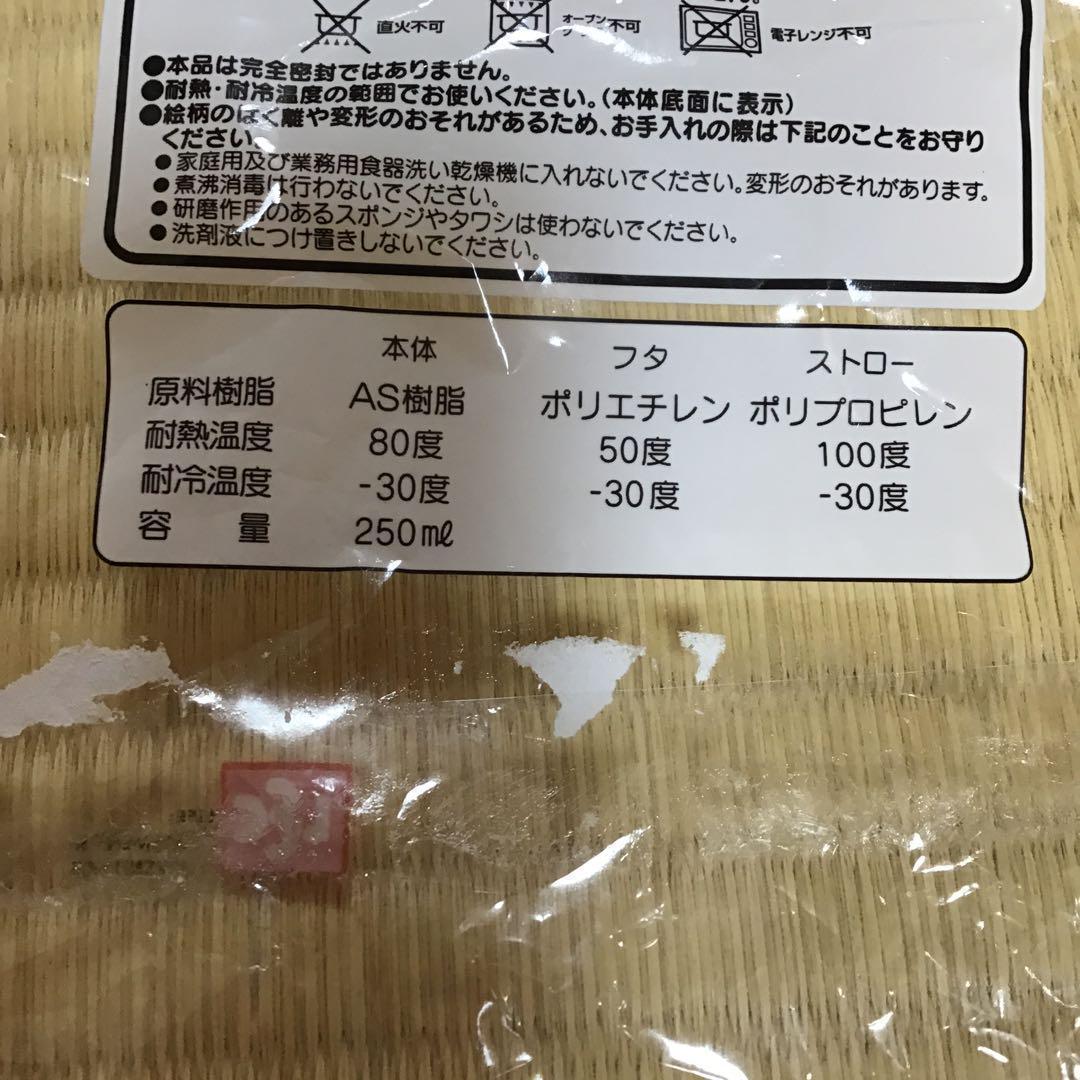 直火不可
オーブン
不可
電子レンジ不可
●本品は完全密封ではありません。
●耐熱・耐冷温度の範囲でお使いください。(本体底面に表示)
●絵柄のはく離や変形のおそれがあるため、お手入れの際は下記のことをお守り
ください。
●家庭用及び業務用食器洗い乾燥機に入れないでください。変形のおそれがあります。
●煮沸消毒は行わないでください。
●研磨作用のあるスポンジやタワシは使わないでください。
●洗剤液につけ置きしないでください。
本体 フタ ストロー
原料樹脂 AS樹脂 ポリエチレン ポリプロピレン
耐熱温度 80度 50度 100度
耐冷温度 -30度 -30度 -30度
容量 250㎖